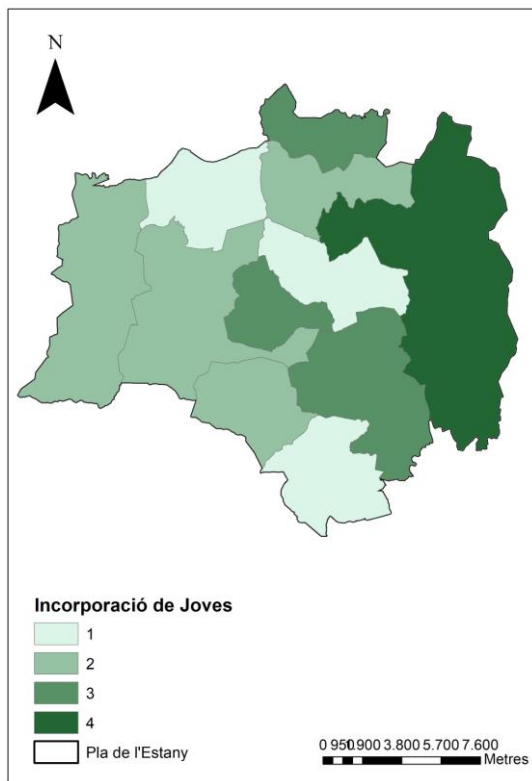 N
Incorporació de Joves
1
2
3
4
Pla de l'Estany
0 950 1.900 3.800 5.700 7.600
Metres